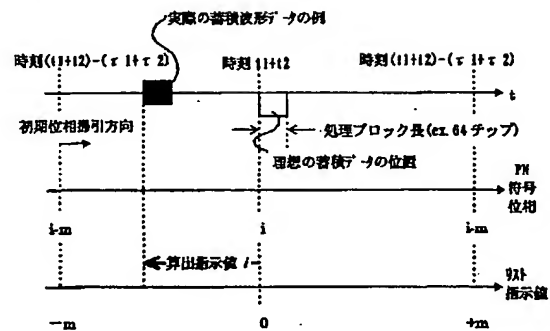 実際の蓄積波形ﾃﾞｰﾀの例
時刻(t1+t2)-(τ1+τ2)
時刻 t1+t2
時刻(t1+t2)-(τ1+τ2)
t
初期位相掃引方向
処理ブロック長(ex.64チップ)
理想の蓄積ﾃﾞｰﾀの位置
PN
符号
位相
i-m
i
i-m
算出指示値 l
ﾘｽﾄ
指示値
-m
0
+m